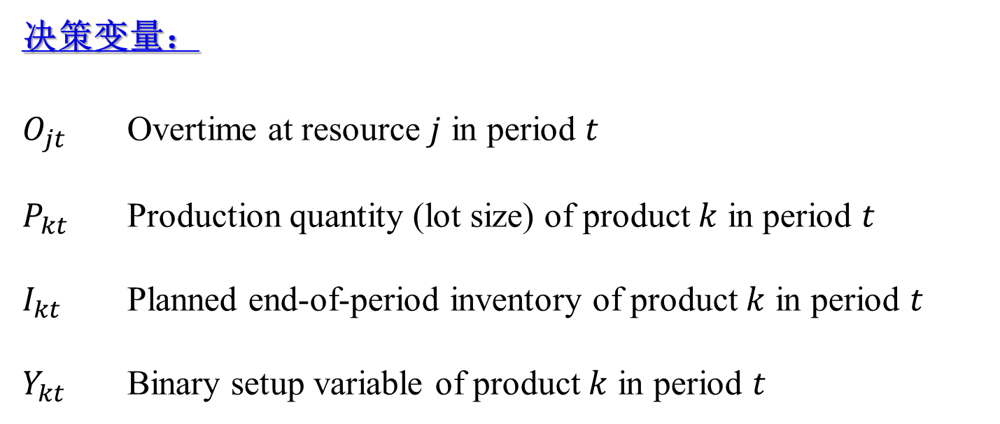 决策变量：
O_{jt} Overtime at resource j in period t
P_{kt} Production quantity (lot size) of product k in period t
I_{kt} Planned end-of-period inventory of product k in period t
Y_{kt} Binary setup variable of product k in period t